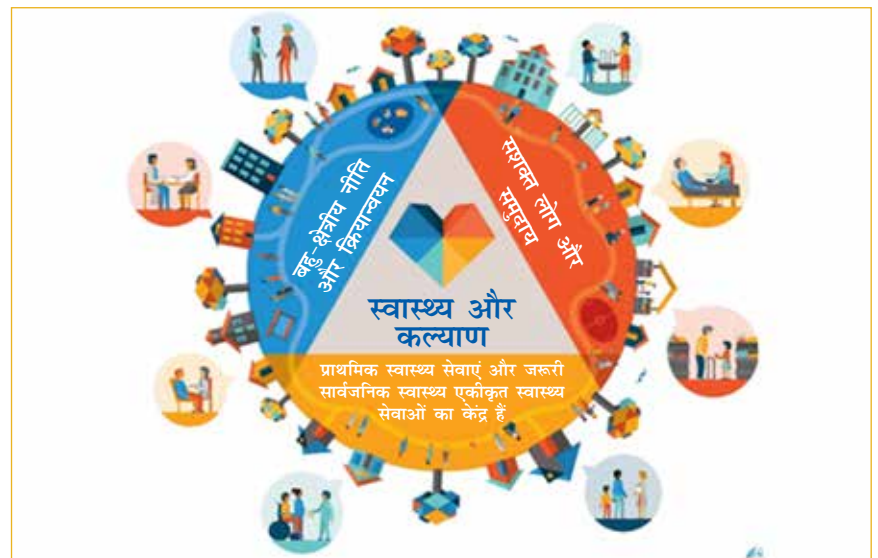 बहु-क्षेत्रीय नीति
और क्रियान्वयन
सशक्त लोग और
समुदाय
स्वास्थ्य और
कल्याण
प्राथमिक स्वास्थ्य सेवाएं और जरूरी
सार्वजनिक स्वास्थ्य एकीकृत स्वास्थ्य
सेवाओं का केंद्र हैं